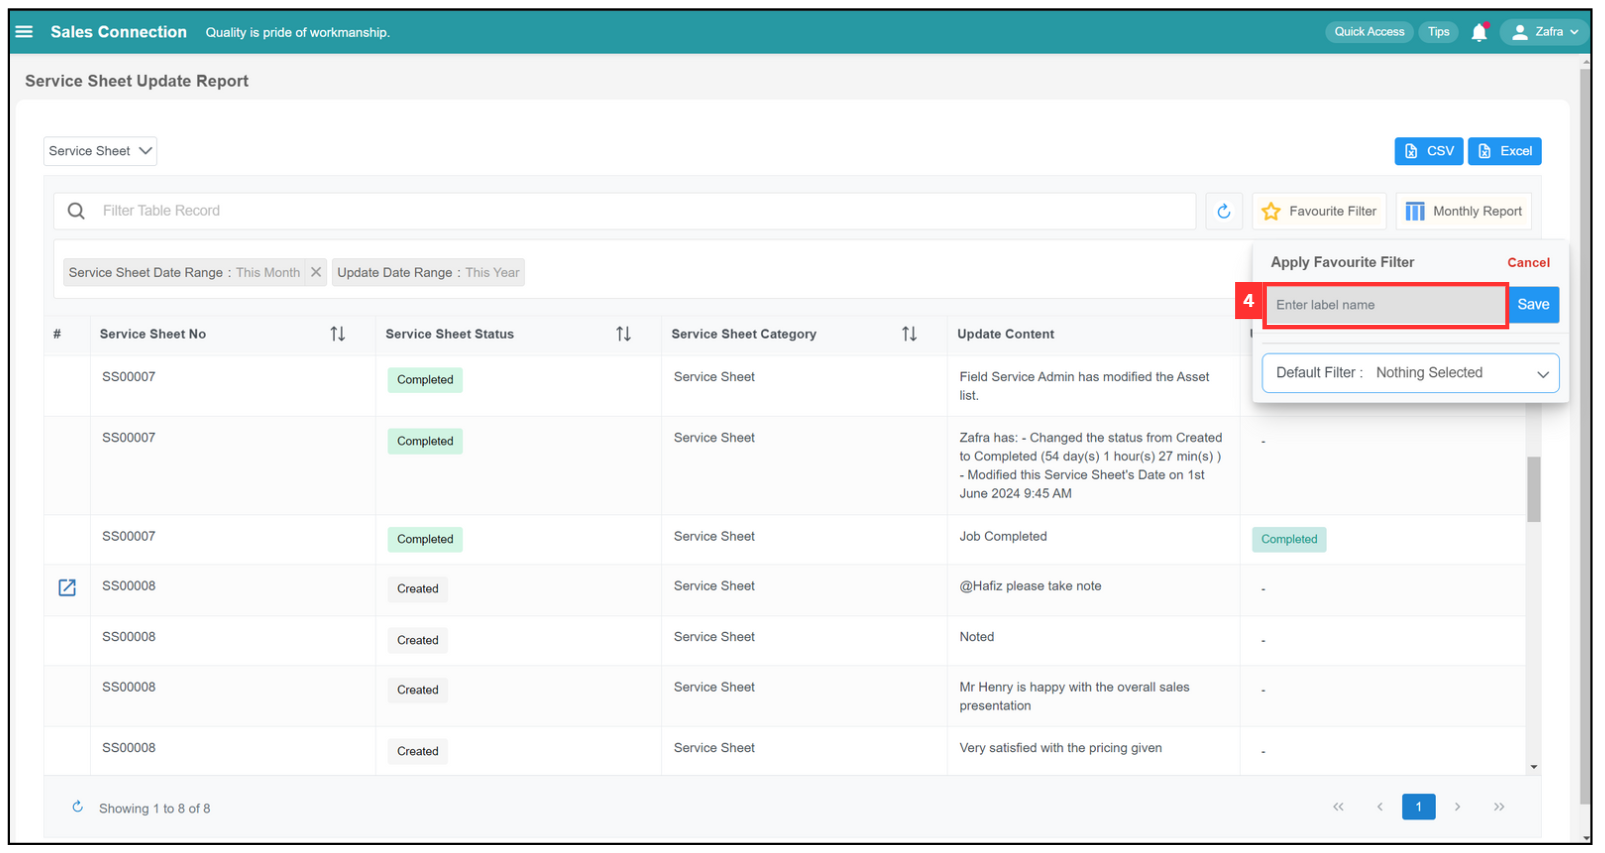 Sales Connection Quality is pride of workmanship. Quick Access Tips Zafra
Service Sheet Update Report
Service Sheet CSV Excel
Filter Table Record Favourite Filter Monthly Report
Service Sheet Date Range : This Month Update Date Range : This Year
Apply Favourite Filter Cancel
4 Enter label name Save
Default Filter : Nothing Selected
# Service Sheet No Service Sheet Status Service Sheet Category Update Content
SS00007 Completed Service Sheet Field Service Admin has modified the Asset
list.
SS00007 Completed Service Sheet Zafra has: - Changed the status from Created -
to Completed (54 day(s) 1 hour(s) 27 min(s) )
- Modified this Service Sheet's Date on 1st
June 2024 9:45 AM
SS00007 Completed Service Sheet Job Completed Completed
SS00008 Created Service Sheet @Hafiz please take note -
SS00008 Created Service Sheet Noted -
SS00008 Created Service Sheet Mr Henry is happy with the overall sales -
presentation
SS00008 Created Service Sheet Very satisfied with the pricing given -
Showing 1 to 8 of 8 « ‹ 1 › »